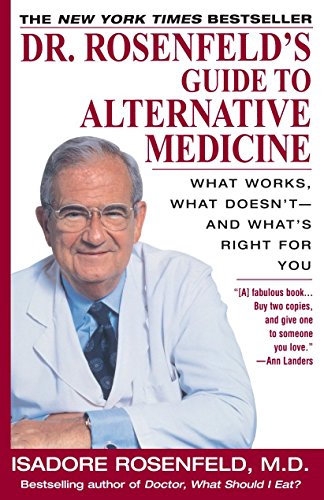 THE NEW YORK TIMES BESTSELLER
DR. ROSENFELD'S
GUIDE TO
ALTERNATIVE
MEDICINE
WHAT WORKS,
WHAT DOESN'T—
AND WHAT'S
RIGHT FOR
YOU
"[A] fabulous book...
Buy two copies,
and give one
to someone
you love."
—Ann Landers
ISADORE ROSENFELD, M.D.
Bestselling author of Doctor, What Should I Eat?